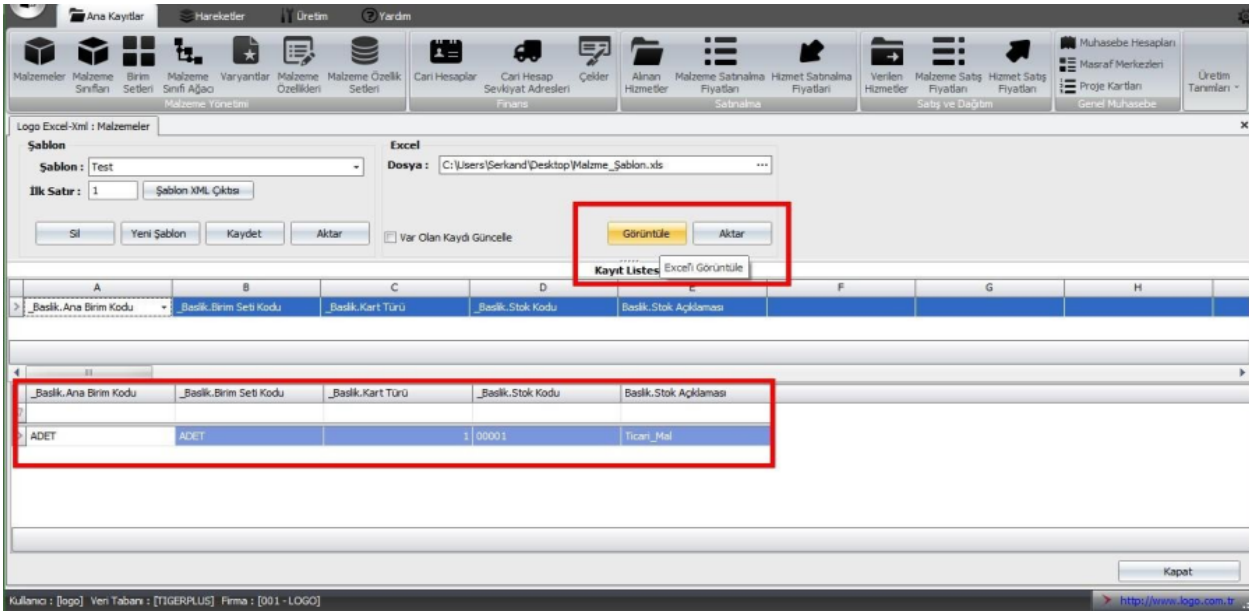 Ana Kayıtlar Hareketler Üretim Yardım
Malzemeler Malzeme Sınıfları Birim Setleri Malzeme Sınıfı Ağacı Varyantlar Malzeme Özellikleri Malzeme Özellik Setleri
Malzeme Yönetimi
Cari Hesaplar Cari Hesap Sevkiyat Adresleri Çekler
Finans
Alınan Hizmetler Malzeme Satınalma Fiyatları Hizmet Satınalma Fiyatları
Satınalma
Verilen Hizmetler Malzeme Satış Fiyatları Hizmet Satış Fiyatları
Satış ve Dağıtım
Muhasebe Hesapları
Masraf Merkezleri
Proje Kartları
Genel Muhasebe
Üretim Tanımları
Logo Excel-Xml : Malzemeler
Şablon Excel
Şablon : Test Dosya : C:\Users\Serkand\Desktop\Malzme_Şablon.xls
İlk Satır : 1 Şablon XML Çıktısı
Sil Yeni Şablon Kaydet Aktar Var Olan Kaydı Güncelle Görüntüle Aktar
Kayıt Listes Excel'i Görüntüle
A B C D E F G H
_Baslik.Ana Birim Kodu _Baslik.Birim Seti Kodu _Baslik.Kart Türü _Baslik.Stok Kodu Baslik.Stok Açıklaması
_Baslik.Ana Birim Kodu _Baslik.Birim Seti Kodu _Baslik.Kart Türü _Baslik.Stok Kodu Baslik.Stok Açıklaması
ADET ADET 1 00001 Ticari_Mal
Kapat
Kullanıcı : [logo] Veri Tabanı : [TIGERPLUS] Firma : [001 - LOGO] http://www.logo.com.tr